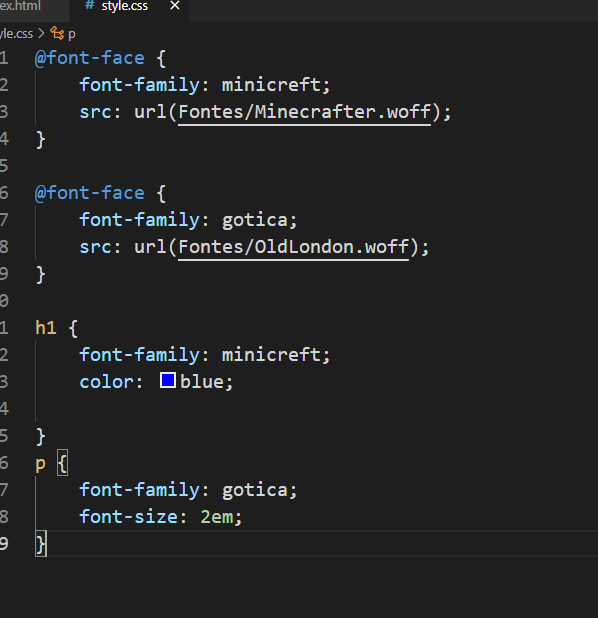 ex.html # style.css ×
yle.css > p
1 @font-face {
2 font-family: minicreft;
3 src: url(Fontes/Minecrafter.woff);
4 }
5
6 @font-face {
7 font-family: gotica;
8 src: url(Fontes/OldLondon.woff);
9 }
0
1 h1 {
2 font-family: minicreft;
3 color: blue;
4
5 }
6 p {
7 font-family: gotica;
8 font-size: 2em;
9 }